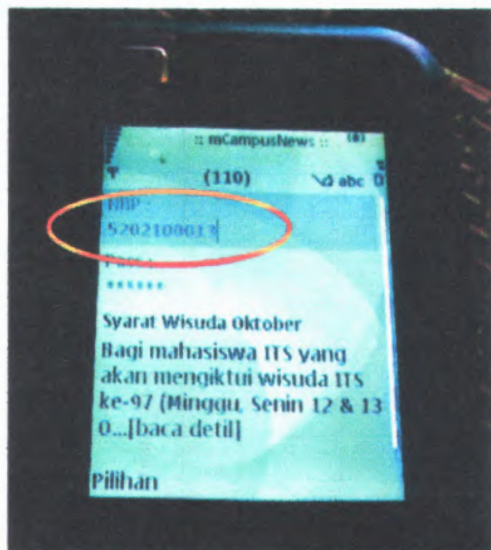 :: mCampusNews ::
(110) abc
NRP :
5202100013
Pass :
******
Syarat Wisuda Oktober
Bagi mahasiswa ITS yang
akan mengiktui wisuda ITS
ke-97 (Minggu, Senin 12 & 13
O...[baca detil]
Pilihan